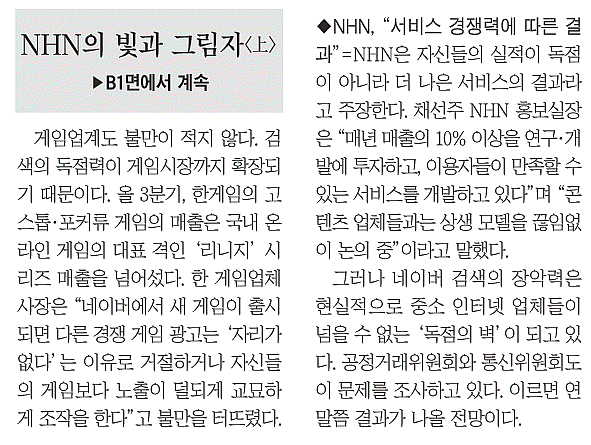 NHN의 빛과 그림자〈上〉
▶B1면에서 계속
게임업계도 불만이 적지 않다. 검
색의 독점력이 게임시장까지 확장되
기 때문이다. 올 3분기, 한게임의 고
스톱·포커류 게임의 매출은 국내 온
라인 게임의 대표 격인 ‘리니지’ 시
리즈 매출을 넘어섰다. 한 게임업체
사장은 “네이버에서 새 게임이 출시
되면 다른 경쟁 게임 광고는 ‘자리가
없다’는 이유로 거절하거나 자신들
의 게임보다 노출이 덜되게 교묘하
게 조작을 한다”고 불만을 터뜨렸다.
◆NHN, “서비스 경쟁력에 따른 결
과”=NHN은 자신들의 실적이 독점
이 아니라 더 나은 서비스의 결과라
고 주장한다. 채선주 NHN 홍보실장
은 “매년 매출의 10% 이상을 연구·개
발에 투자하고, 이용자들이 만족할 수
있는 서비스를 개발하고 있다”며 “콘
텐츠 업체들과는 상생 모델을 끊임없
이 논의 중”이라고 말했다.
그러나 네이버 검색의 장악력은
현실적으로 중소 인터넷 업체들이
넘을 수 없는 ‘독점의 벽’이 되고 있
다. 공정거래위원회와 통신위원회도
이 문제를 조사하고 있다. 이르면 연
말쯤 결과가 나올 전망이다.